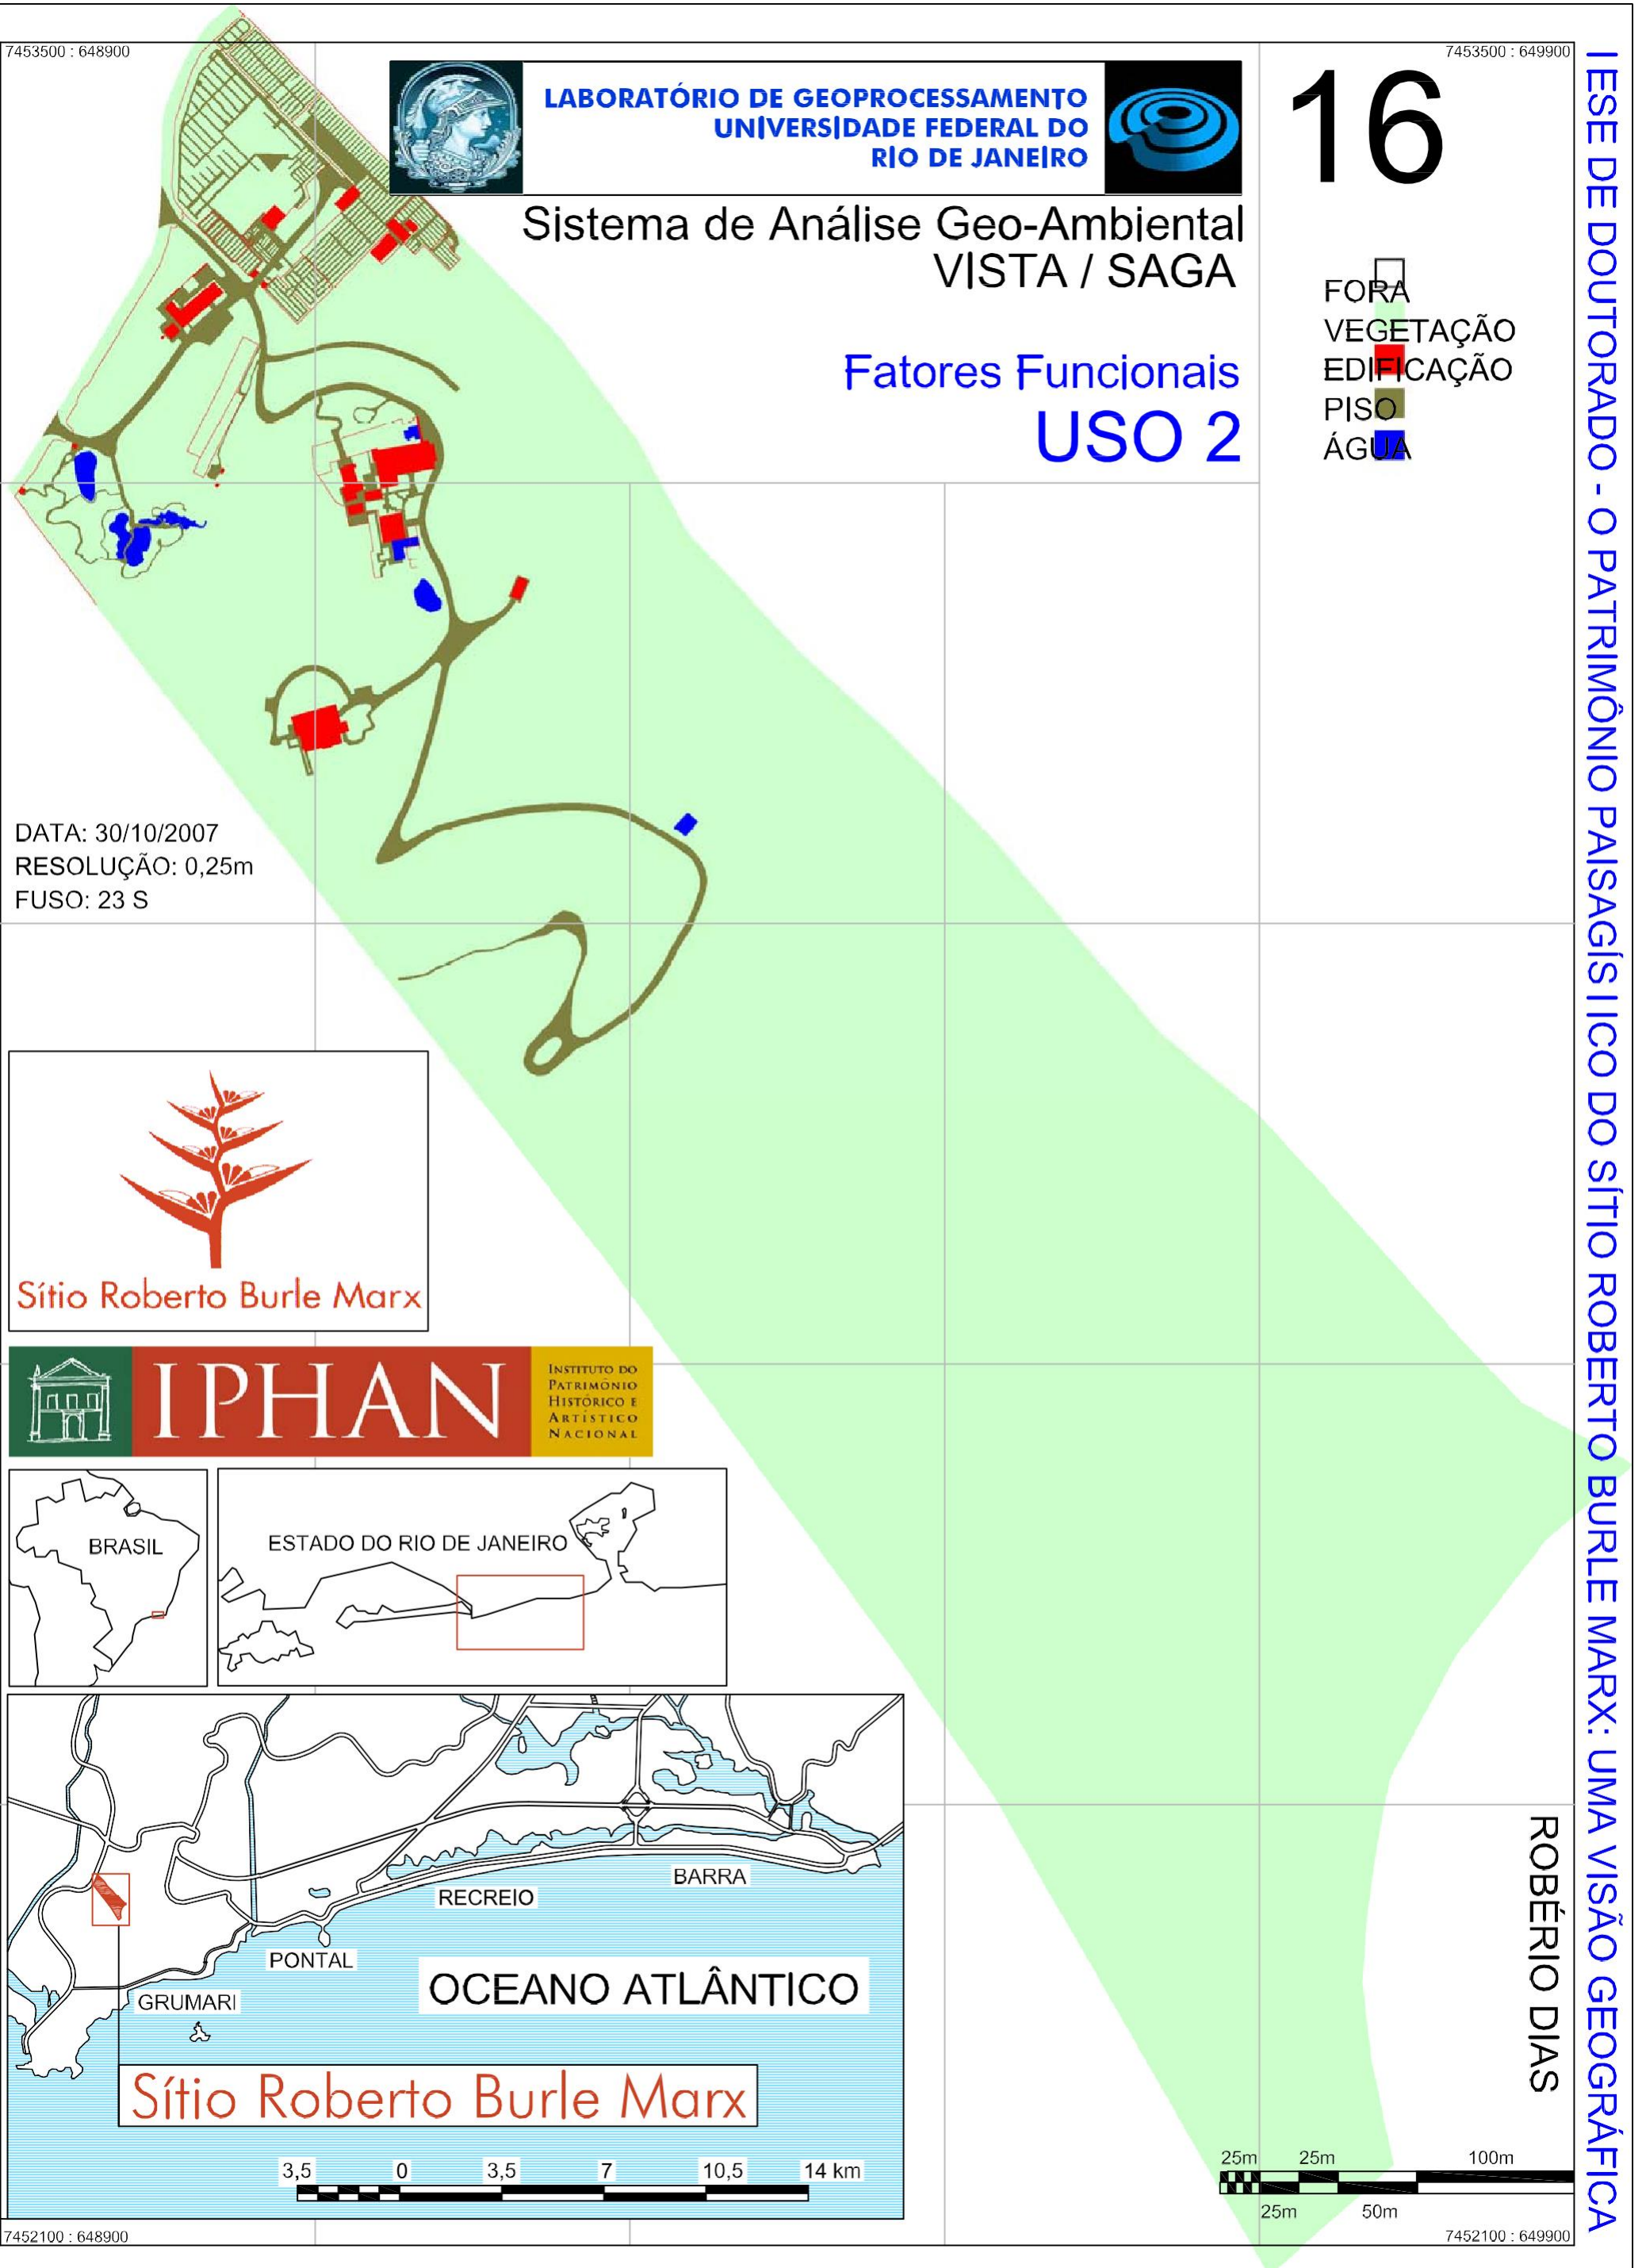 7453500 : 648900
7453500 : 649900
LABORATÓRIO DE GEOPROCESSAMENTO
UNIVERSIDADE FEDERAL DO
RIO DE JANEIRO
16
Sistema de Análise Geo-Ambiental
VISTA / SAGA
Fatores Funcionais
USO 2
FORA
VEGETAÇÃO
EDIFICAÇÃO
PISO
ÁGUA
DATA: 30/10/2007
RESOLUÇÃO: 0,25m
FUSO: 23 S
Sítio Roberto Burle Marx
IPHAN
INSTITUTO DO
PATRIMÔNIO
HISTÓRICO E
ARTÍSTICO
NACIONAL
BRASIL
ESTADO DO RIO DE JANEIRO
BARRA
RECREIO
PONTAL
GRUMARI
OCEANO ATLÂNTICO
Sítio Roberto Burle Marx
3,5 0 3,5 7 10,5 14 km
25m 25m 100m
25m 50m
7452100 : 648900
7452100 : 649900
ROBÉRIO DIAS
TESE DE DOUTORADO - O PATRIMÔNIO PAISAGÍSTICO DO SÍTIO ROBERTO BURLE MARX: UMA VISÃO GEOGRÁFICA